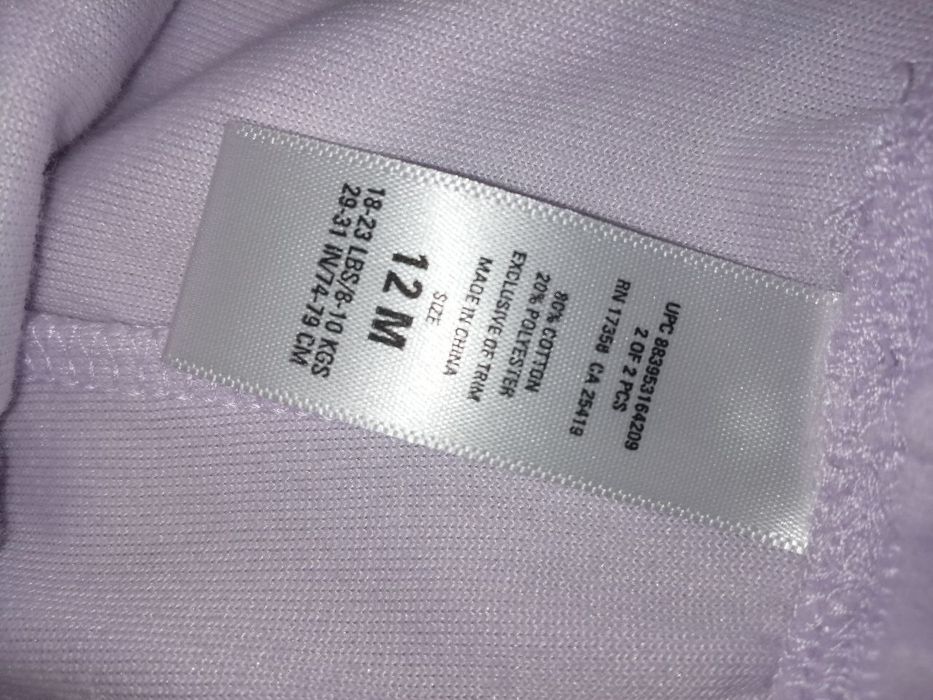 UPC 883953164209
2 OF 2 PCS
RN 17358 CA 25419
80% COTTON
20% POLYESTER
EXCLUSIVE OF TRIM
MADE IN CHINA
SIZE
12 M
18-23 LBS/8-10 KGS
29-31 IN/74-79 CM